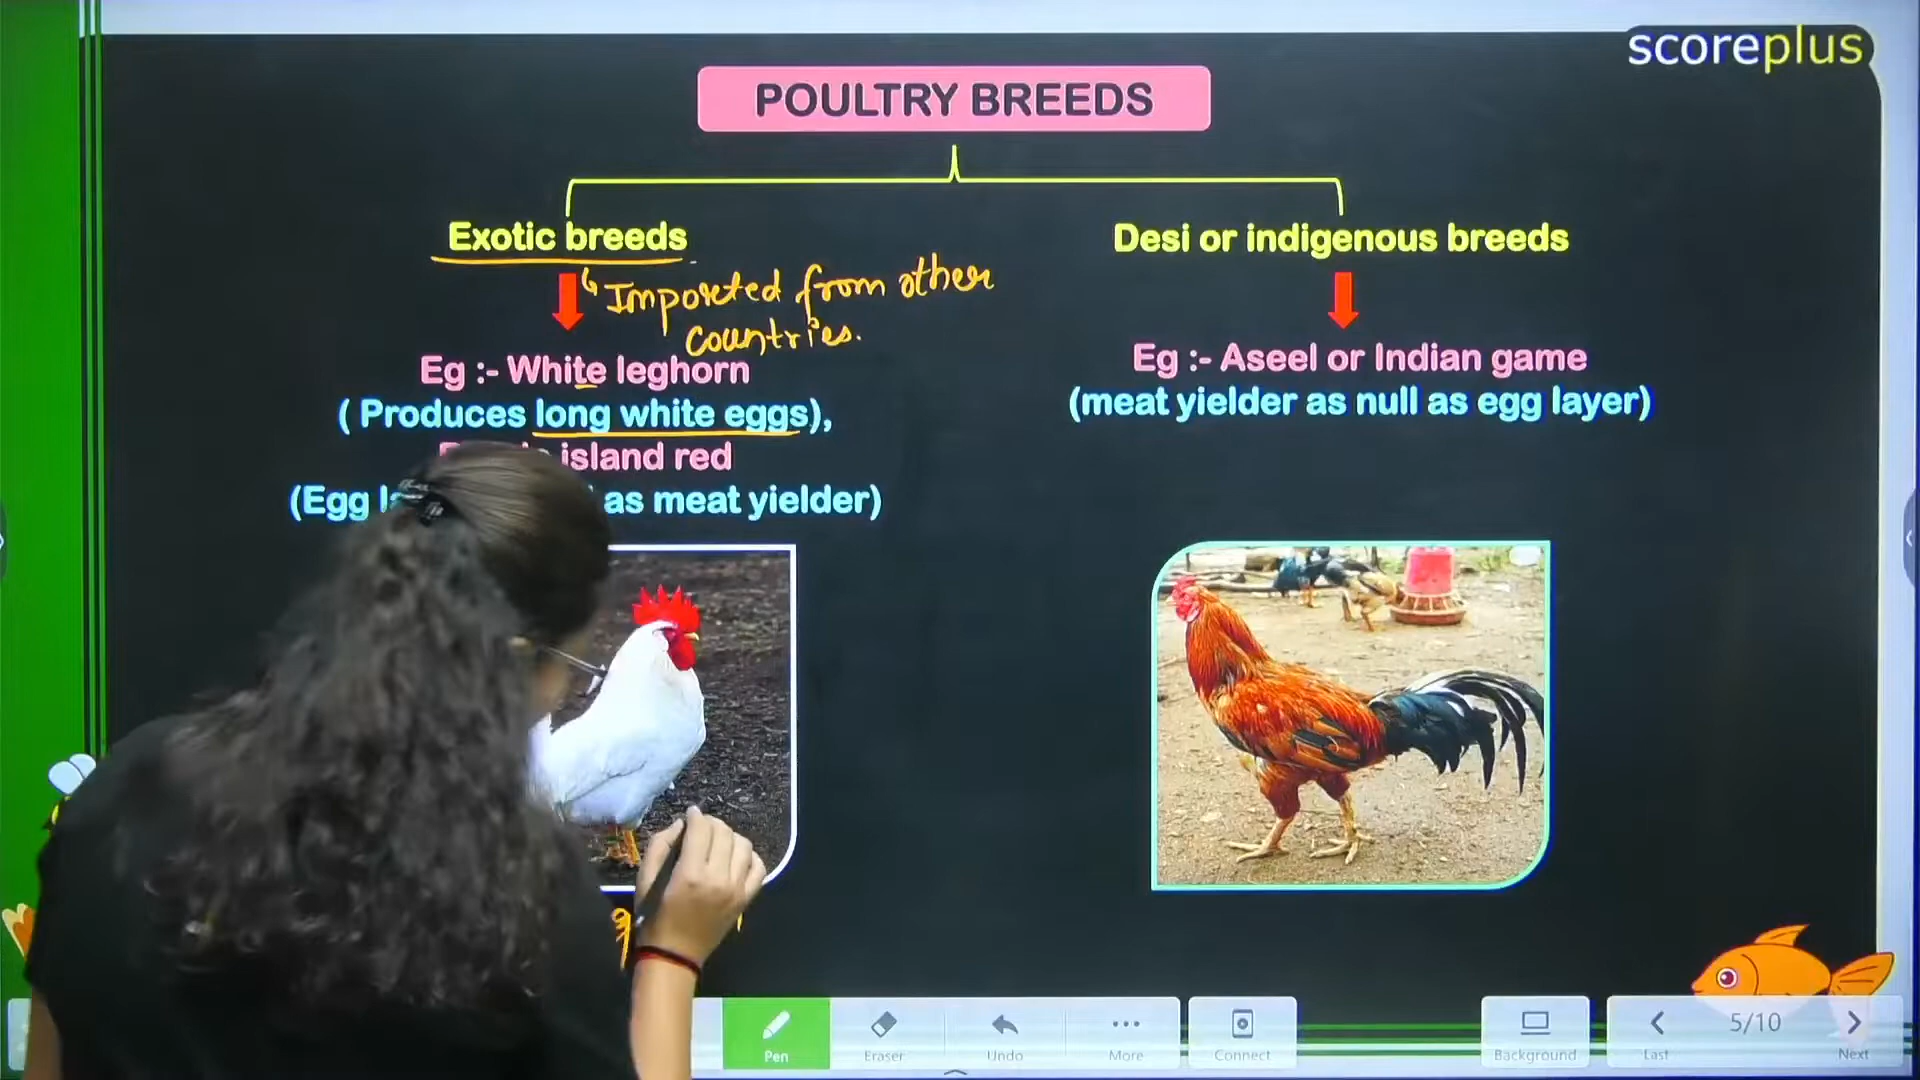 scoreplus
POULTRY BREEDS
Exotic breeds
Imported from other
countries.
Eg :- White leghorn
( Produces long white eggs),
island red
(Egg as meat yielder)
Desi or indigenous breeds
Eg :- Aseel or Indian game
(meat yielder as null as egg layer)
Pen
Eraser
Undo
More
Connect
Background
Last
5/10
Next